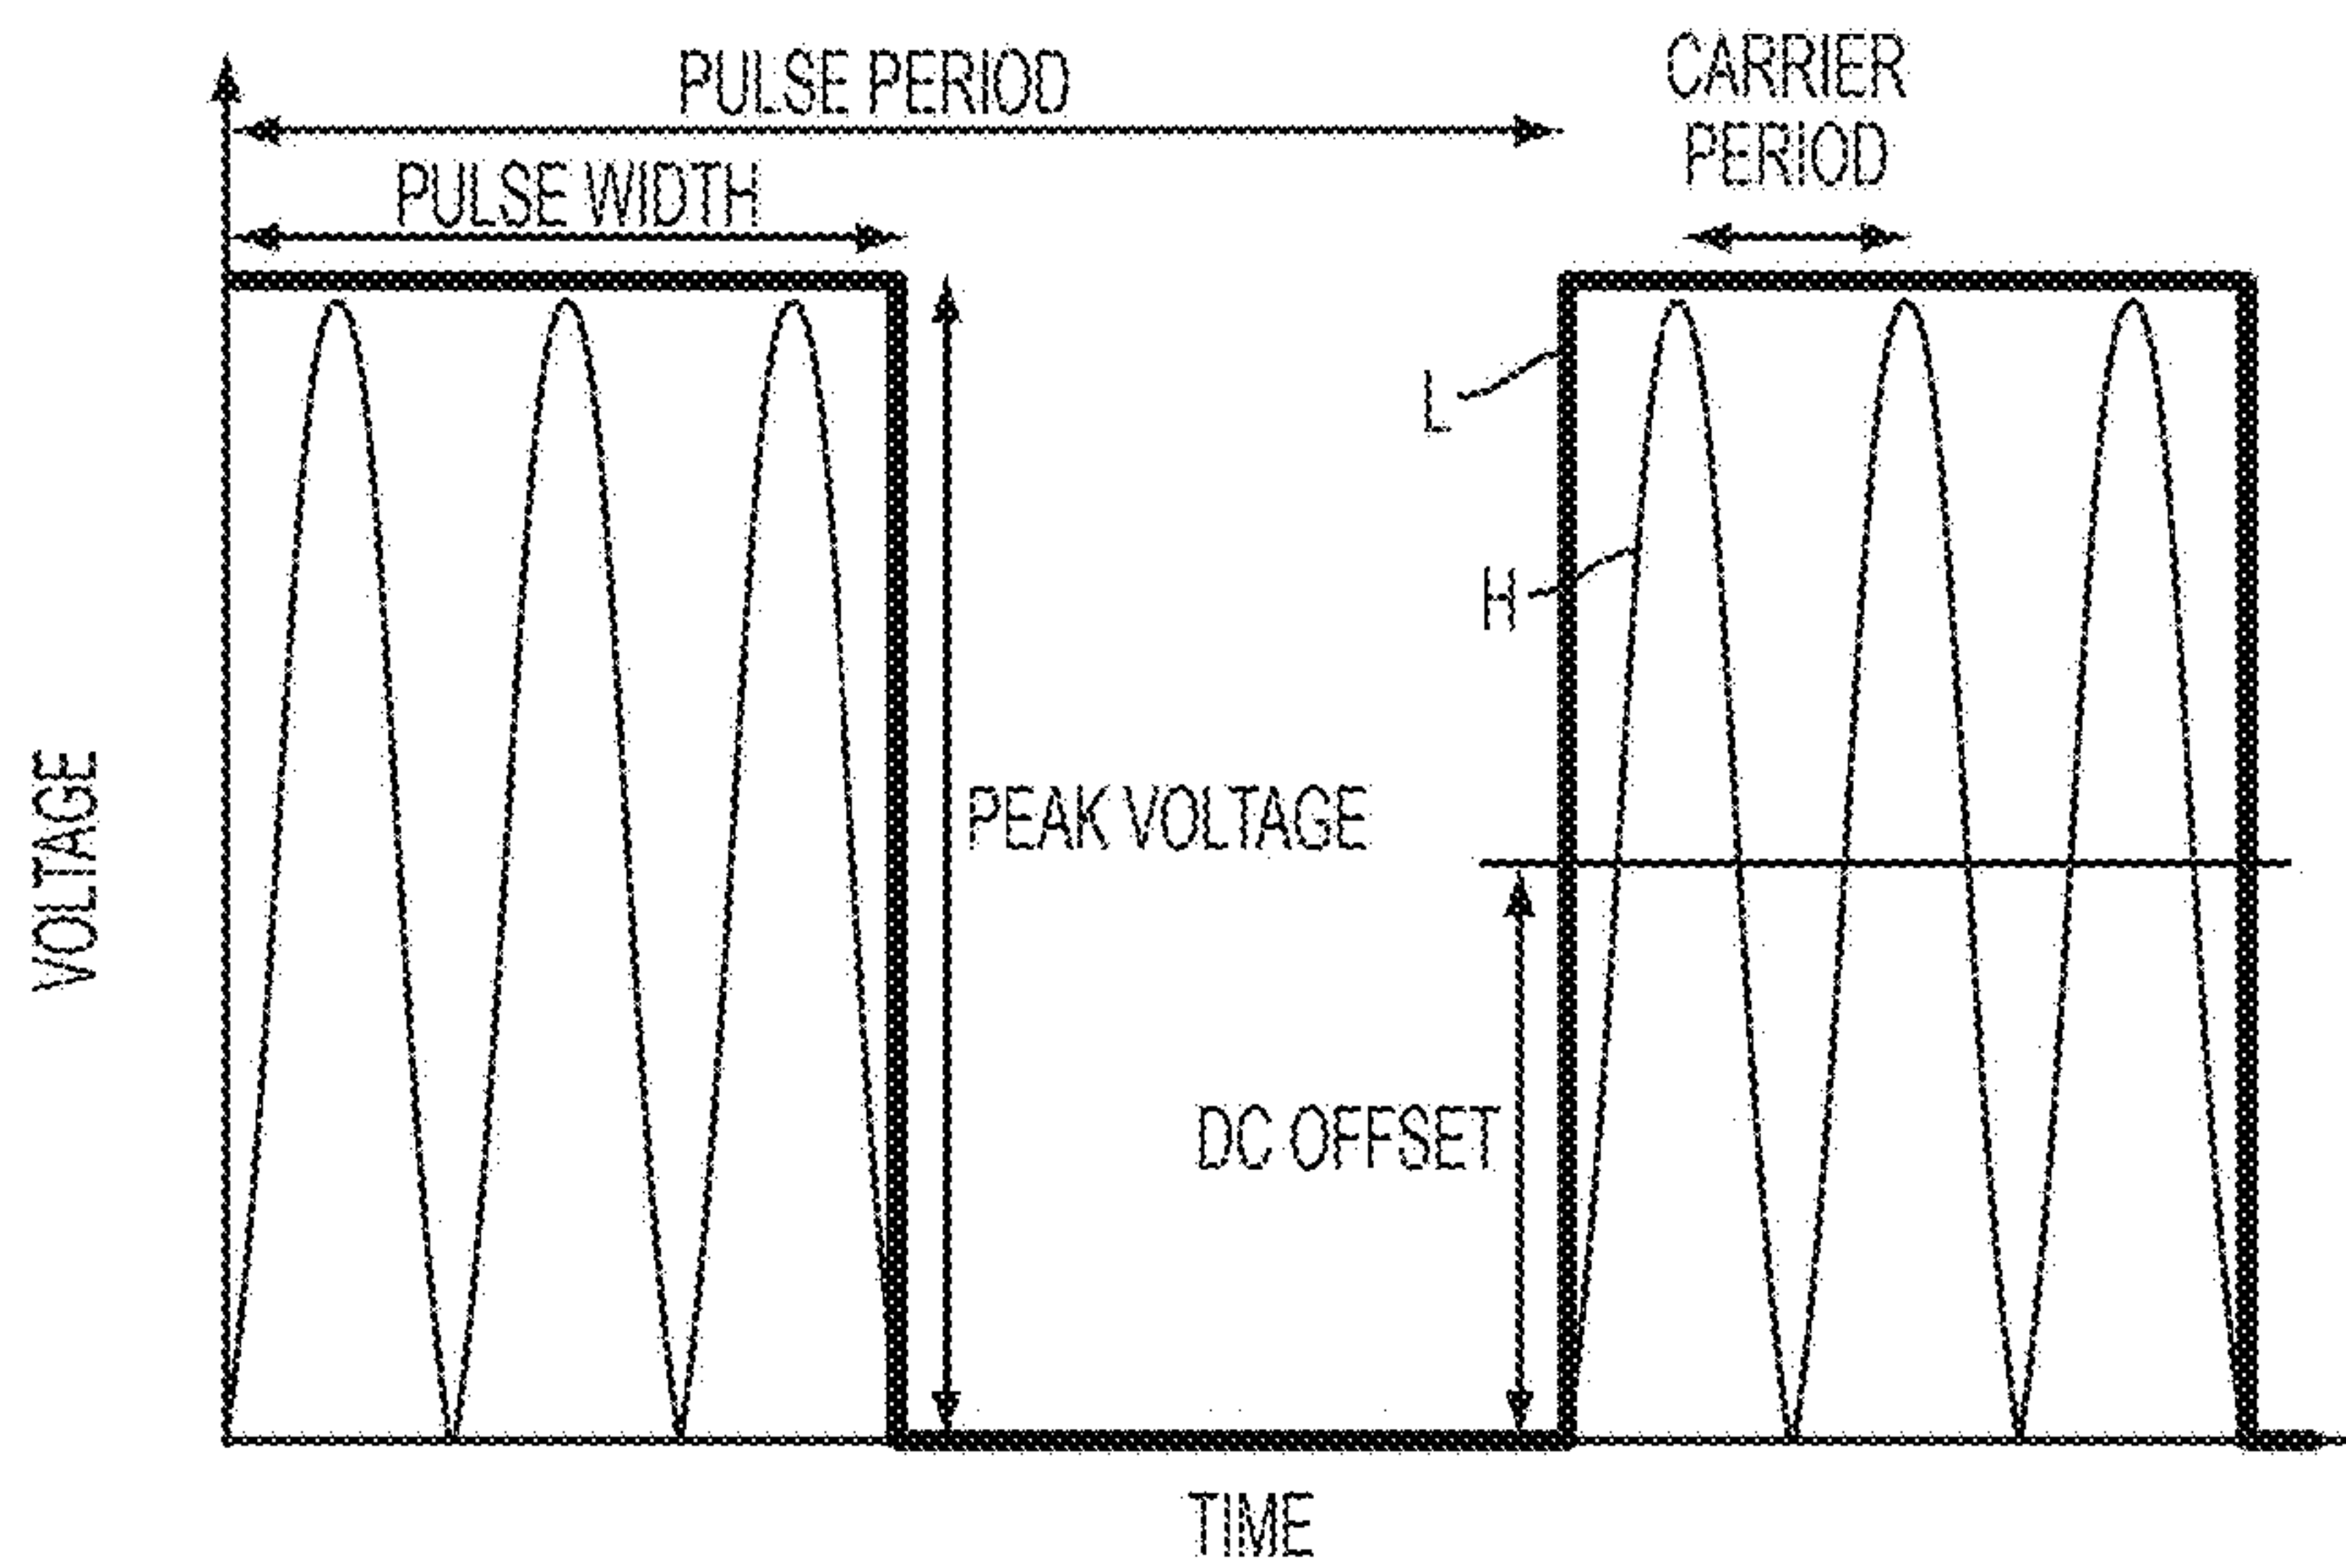 PULSE PERIOD
CARRIER
PERIOD
PULSE WIDTH
L
H
PEAK VOLTAGE
VOLTAGE
DC OFFSET
TIME